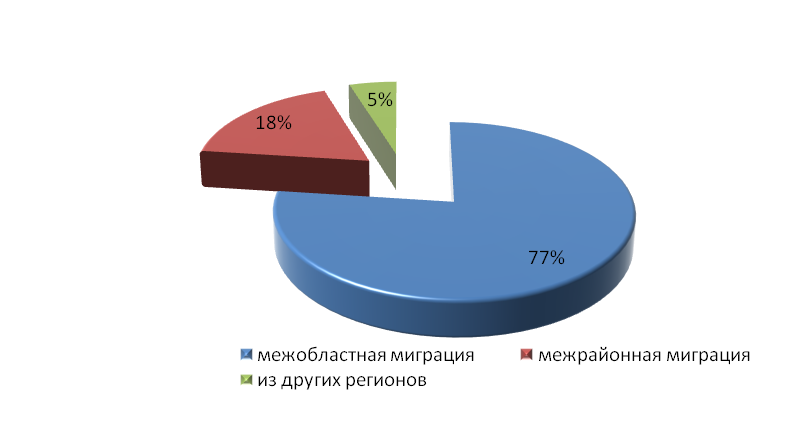 5%
18%
77%
межобластная миграция
межрайонная миграция
из других регионов